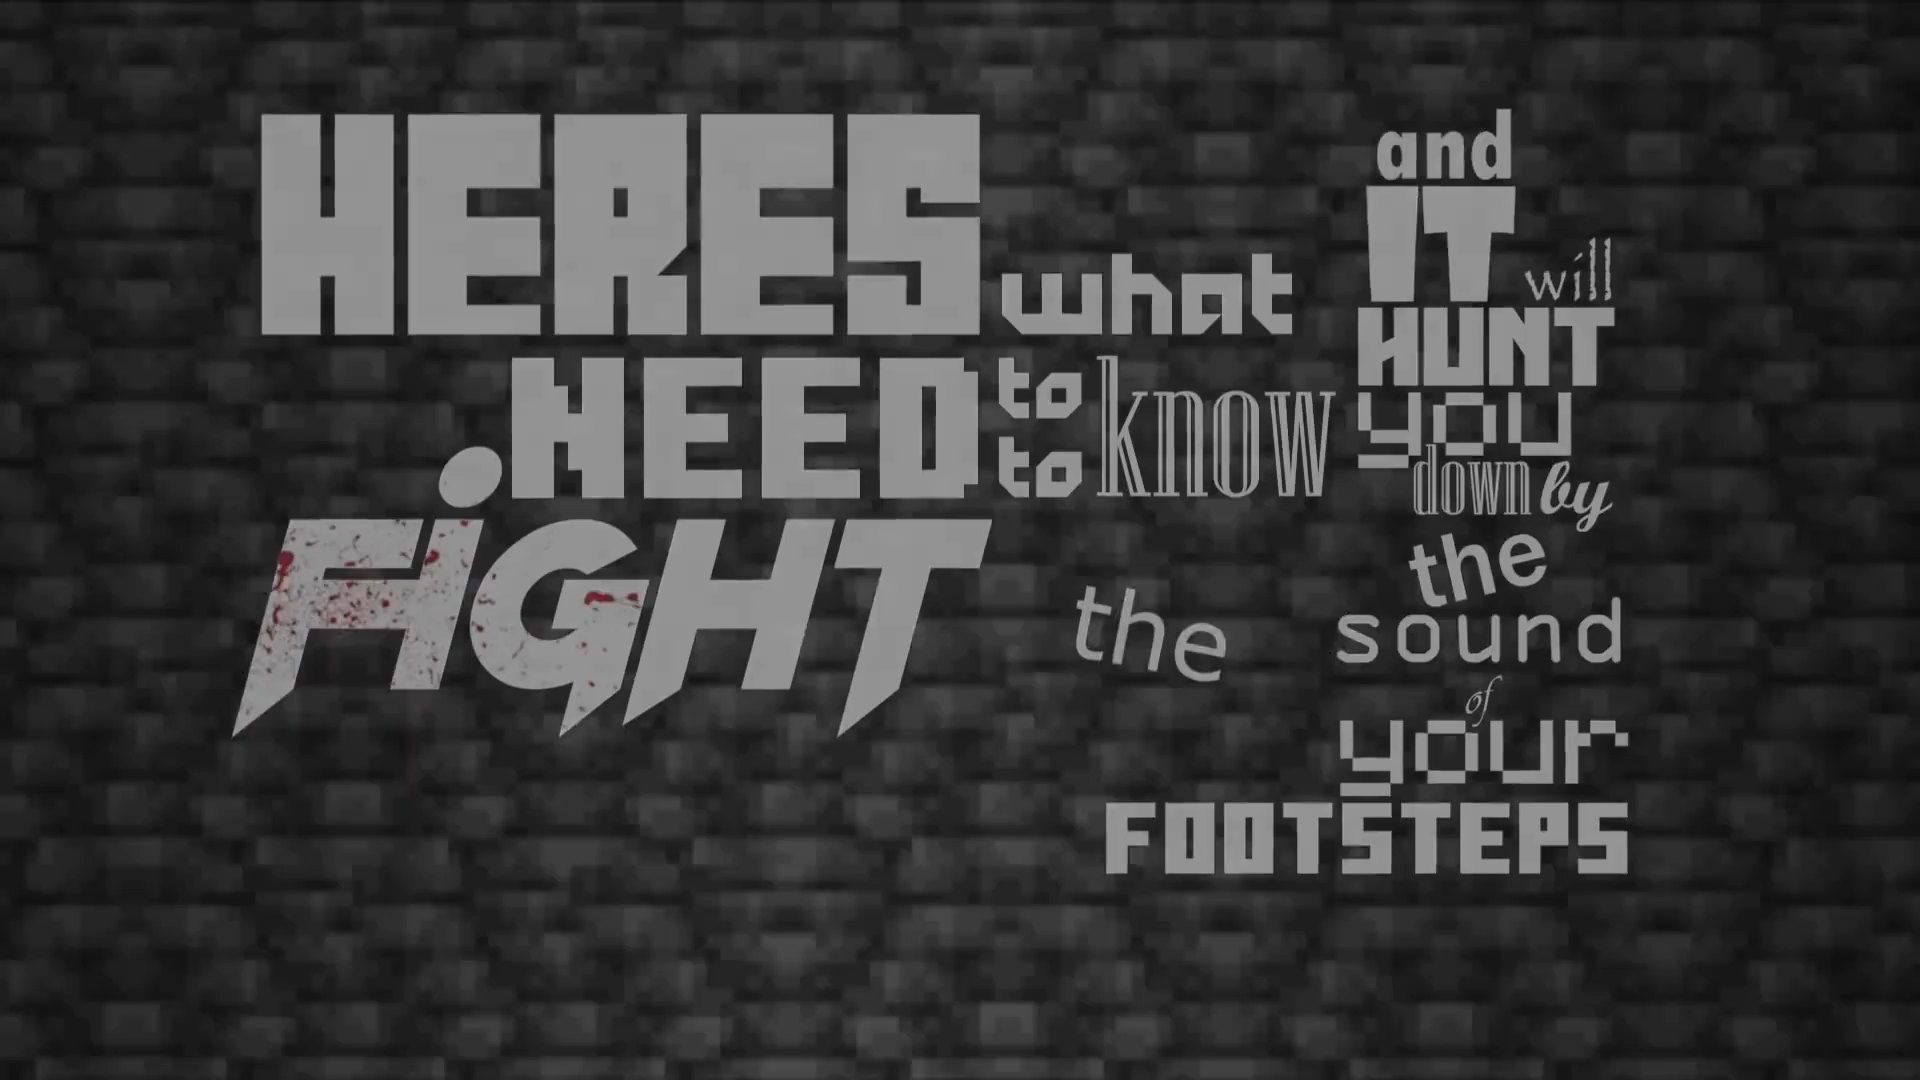 HERES what
NEED to know
to
FiGHT the
and
IT will
HUNT
you
down by
the
sound
of
your
FOOTSTEPS